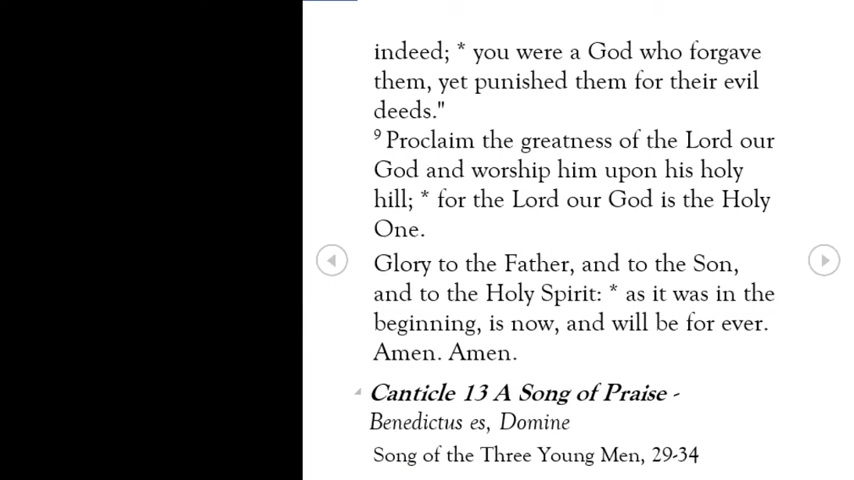 indeed; * you were a God who forgave
them, yet punished them for their evil
deeds."
9 Proclaim the greatness of the Lord our
God and worship him upon his holy
hill; * for the Lord our God is the Holy
One.
Glory to the Father, and to the Son,
and to the Holy Spirit: * as it was in the
beginning, is now, and will be for ever.
Amen. Amen.
Canticle 13 A Song of Praise -
Benedictus es, Domine
Song of the Three Young Men, 29-34